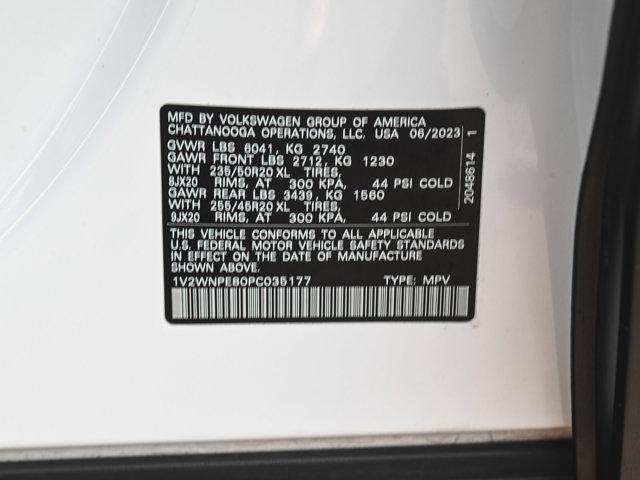 MFD BY VOLKSWAGEN GROUP OF AMERICA
CHATTANOOGA OPERATIONS, LLC. USA 06/2023
GVWR LBS 6041, KG 2740
GAWR FRONT LBS 2712, KG 1230
WITH 235/50R20 XL TIRES,
8JX20 RIMS, AT 300 KPA, 44 PSI COLD
GAWR REAR LBS 3439, KG 1560
WITH 255/45R20 XL TIRES,
9JX20 RIMS, AT 300 KPA, 44 PSI COLD
THIS VEHICLE CONFORMS TO ALL APPLICABLE
U.S. FEDERAL MOTOR VEHICLE SAFETY STANDARDS
IN EFFECT ON THE DATE OF MANUFACTURE
SHOWN ABOVE.
1V2WNPE80PC035177 TYPE: MPV
2048614 1